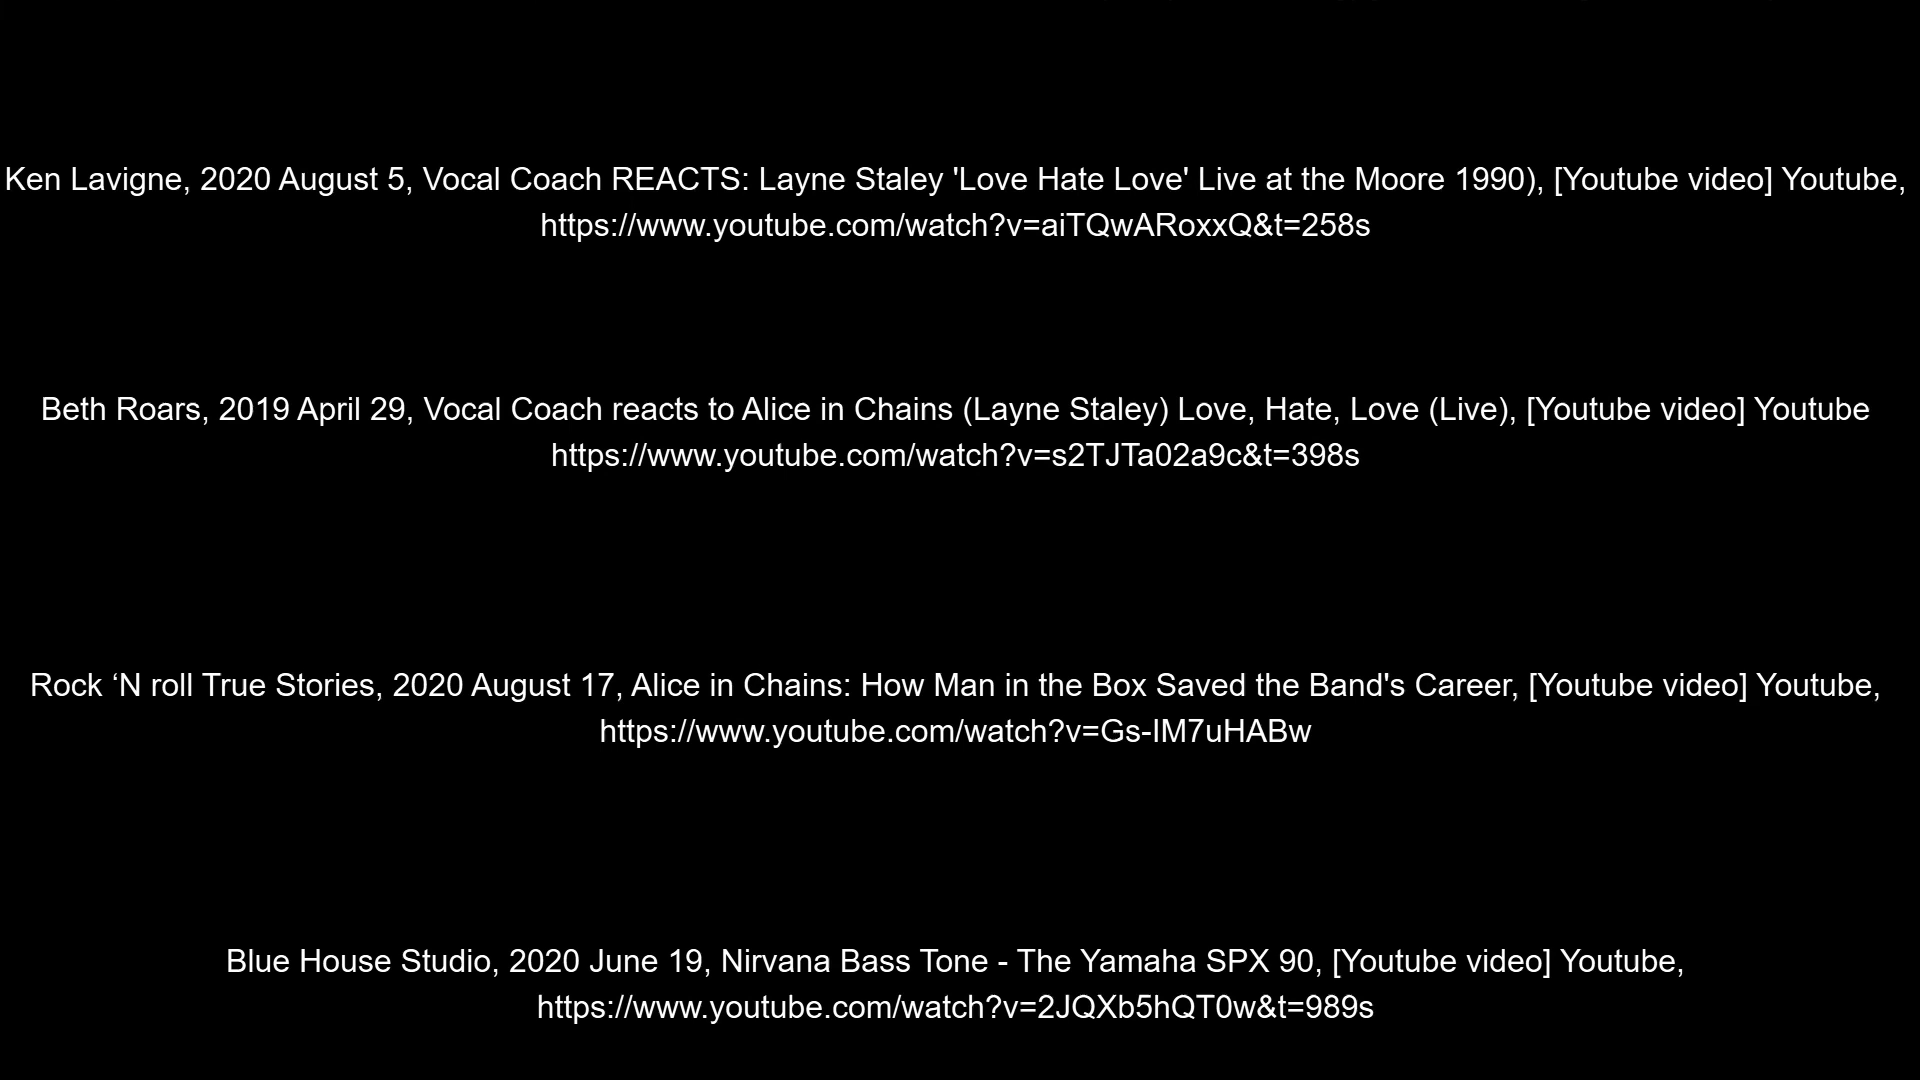 Ken Lavigne, 2020 August 5, Vocal Coach REACTS: Layne Staley 'Love Hate Love' Live at the Moore 1990), [Youtube video] Youtube,
https://www.youtube.com/watch?v=aiTQwARoxxQ&t=258s
Beth Roars, 2019 April 29, Vocal Coach reacts to Alice in Chains (Layne Staley) Love, Hate, Love (Live), [Youtube video] Youtube
https://www.youtube.com/watch?v=s2TJTa02a9c&t=398s
Rock ‘N roll True Stories, 2020 August 17, Alice in Chains: How Man in the Box Saved the Band's Career, [Youtube video] Youtube,
https://www.youtube.com/watch?v=Gs-IM7uHABw
Blue House Studio, 2020 June 19, Nirvana Bass Tone - The Yamaha SPX 90, [Youtube video] Youtube,
https://www.youtube.com/watch?v=2JQXb5hQT0w&t=989s